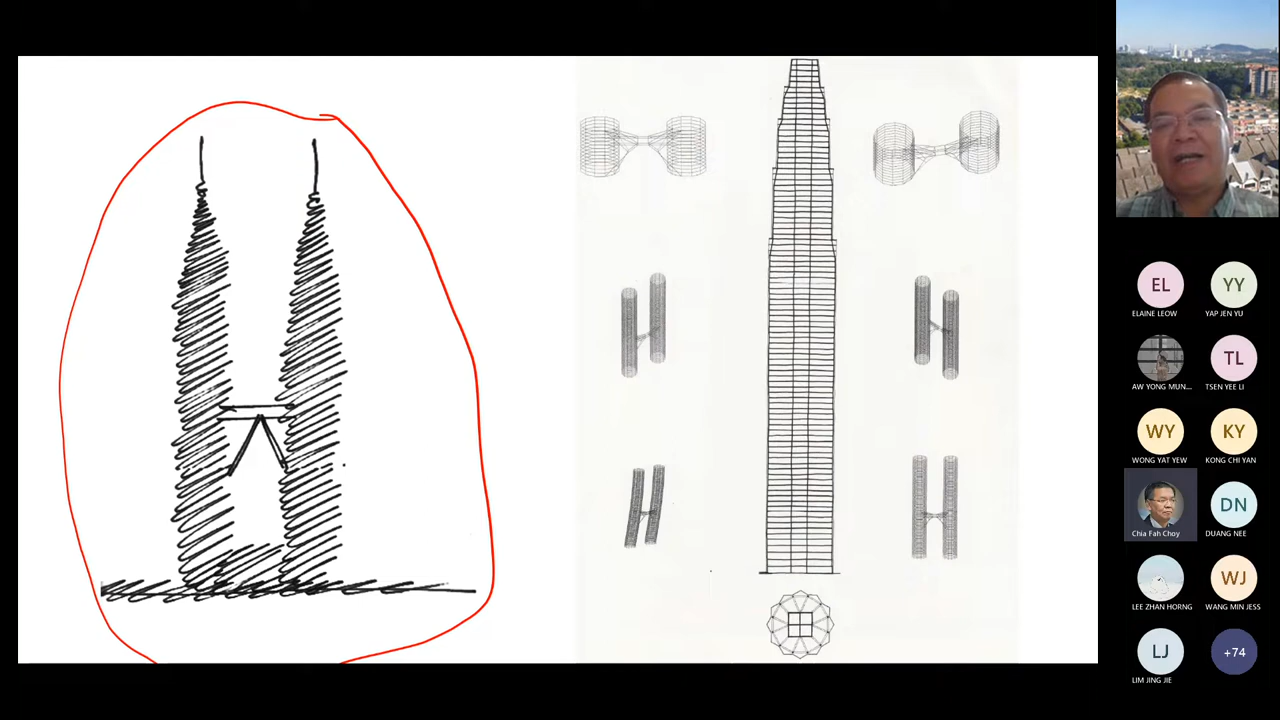 EL
YY
ELAINE LEOW
YAP JEN YU
TL
AW YONG MUN...
TSEN YEE LI
WY
KY
WONG YAT YEW
KONG CHI YAN
DN
Chia Fah Choy
DUANG NEE
WJ
LEE ZHAN HORNG
WANG MIN JESS
LJ
+74
LIM JING JIE